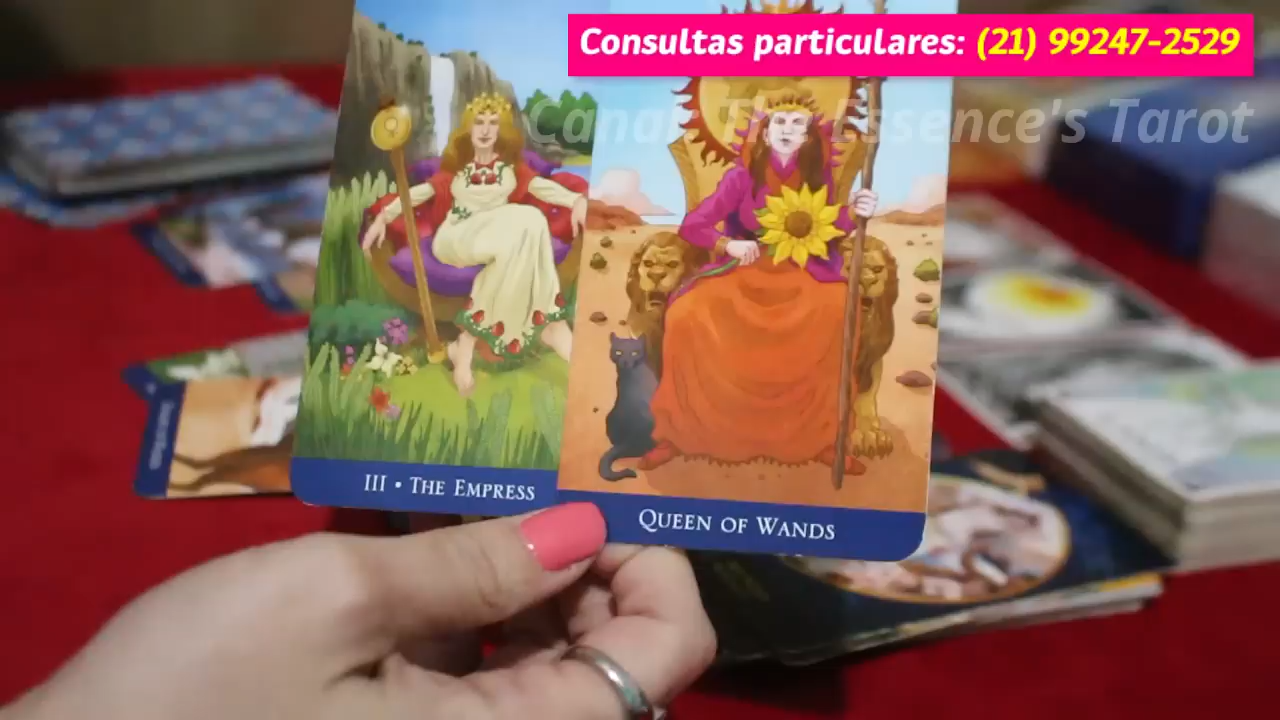 Consultas particulares: (21) 99247-2529
Canal: The Essence's Tarot
III • THE EMPRESS
QUEEN OF WANDS